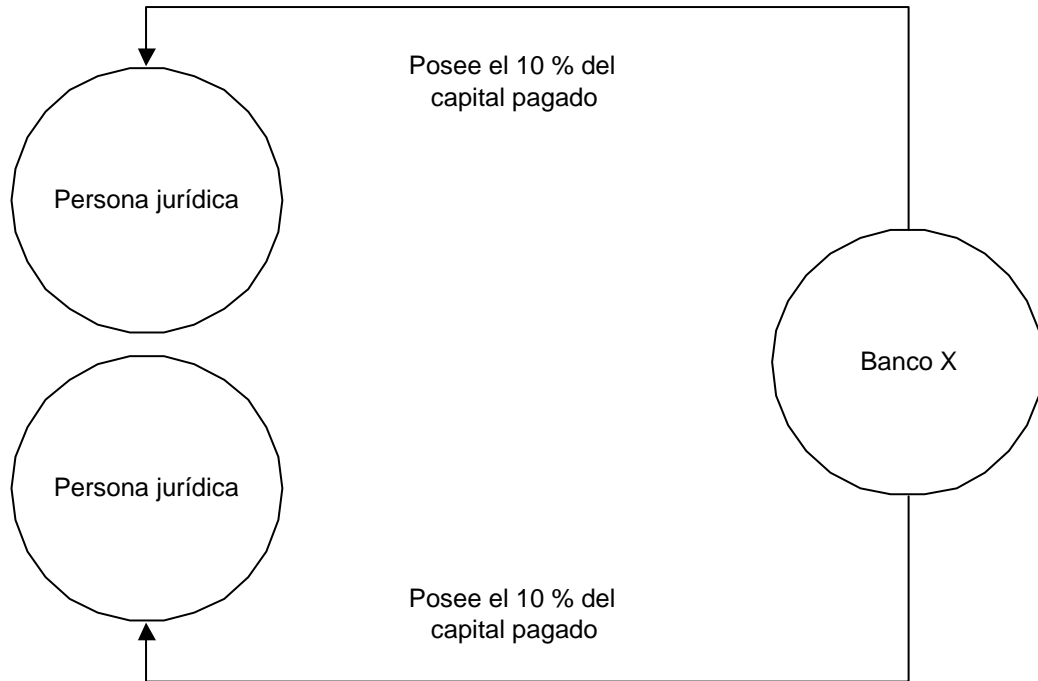 Posee el 10 % del
capital pagado
Persona jurídica
Banco X
Persona jurídica
Posee el 10 % del
capital pagado